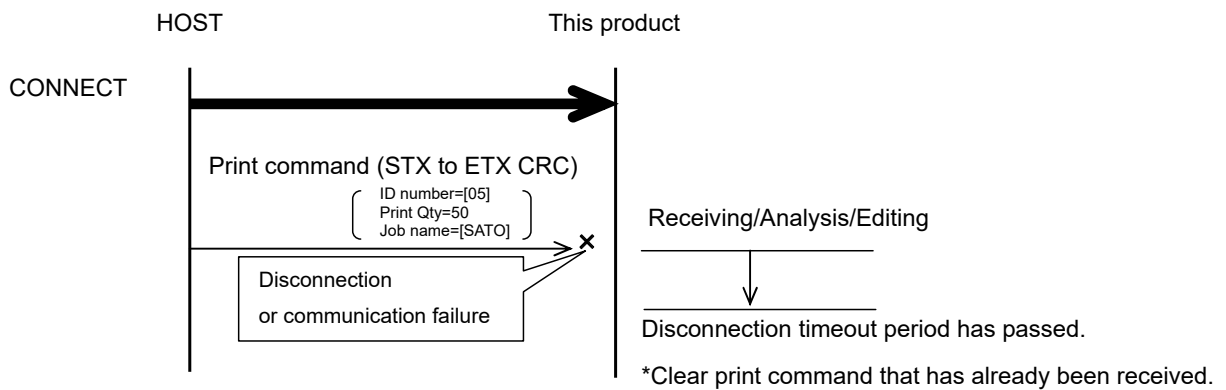 HOST
This product
CONNECT
Print command (STX to ETX CRC)
ID number=[05]
Print Qty=50
Job name=[SATO]
Receiving/Analysis/Editing
Disconnection
or communication failure
Disconnection timeout period has passed.
*Clear print command that has already been received.